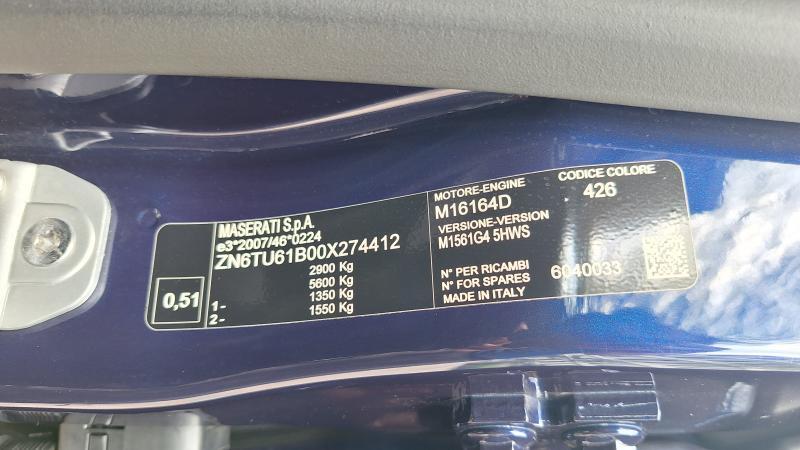 MASERATI S.p.A.
e3*2007/46*0224
ZN6TU61B00X274412
2900 Kg
5600 Kg
1- 1350 Kg
2- 1550 Kg
0,51
MOTORE-ENGINE
M16164D
VERSIONE-VERSION
M1561G4 5HWS
CODICE COLORE
426
N° PER RICAMBI
N° FOR SPARES
6040033
MADE IN ITALY